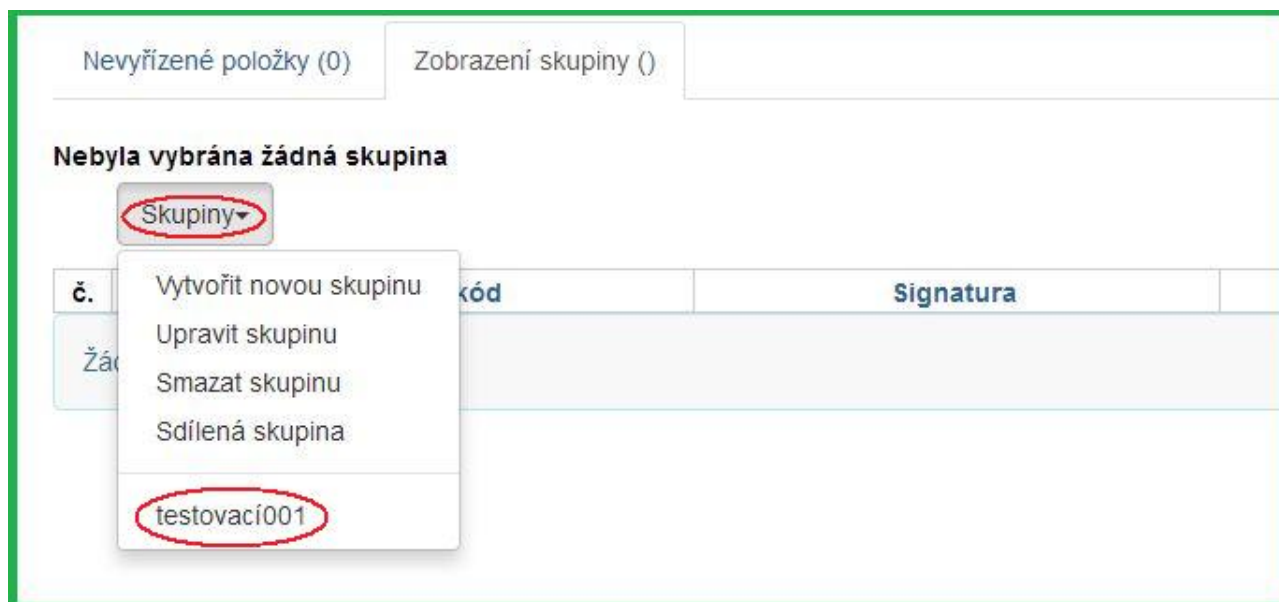 Nevyřízené položky (0) Zobrazení skupiny ()
Nebyla vybrána žádná skupina
Skupiny
č. kód Signatura
Vytvořit novou skupinu
Upravit skupinu
Smazat skupinu
Sdílená skupina
testovací001